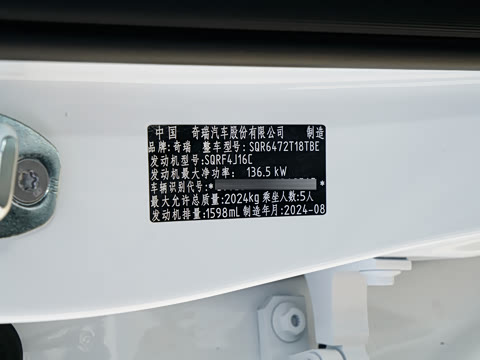 中国 奇瑞汽车股份有限公司 制造
品牌: 奇瑞 整车型号: SQR6472T18TBE
发动机型号: SQRF4J16C
发动机最大净功率: 136.5 kW
车辆识别代号: *
最大允许总质量: 2024kg 乘坐人数: 5人
发动机排量: 1598mL 制造年月: 2024-08